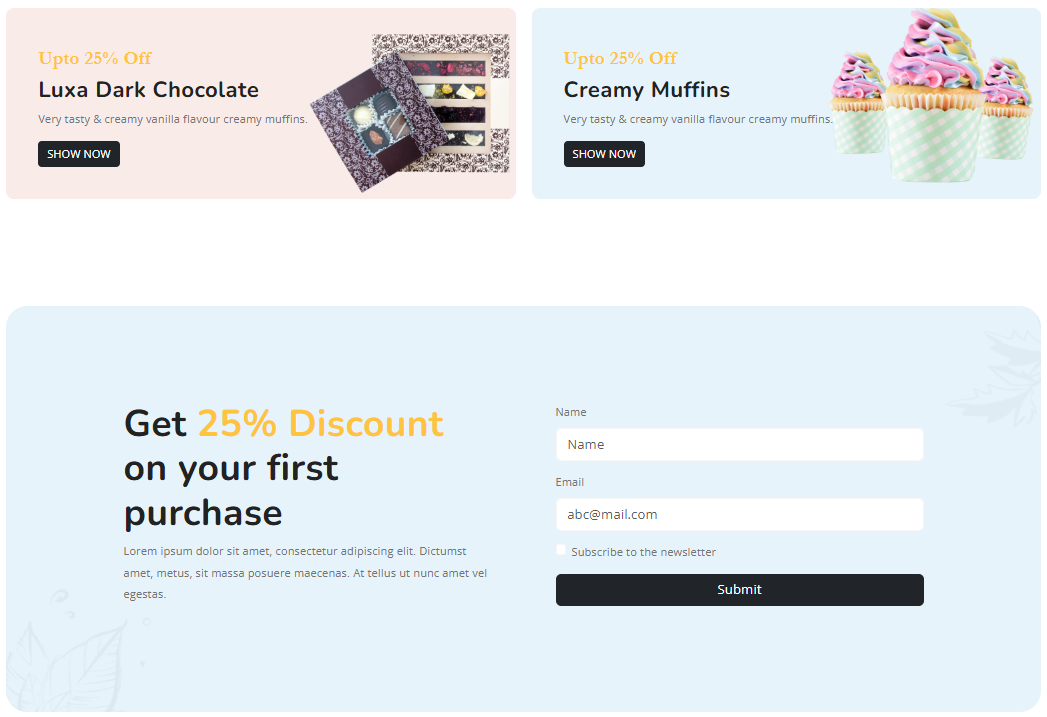 Upto 25% Off
Luxa Dark Chocolate
Very tasty & creamy vanilla flavour creamy muffins.
SHOW NOW
Upto 25% Off
Creamy Muffins
Very tasty & creamy vanilla flavour creamy muffins.
SHOW NOW
Get 25% Discount
on your first
purchase
Lorem ipsum dolor sit amet, consectetur adipiscing elit. Dictumst
amet, metus, sit massa posuere maecenas. At tellus ut nunc amet vel
egestas.
Name
Name
Email
abc@mail.com
Subscribe to the newsletter
Submit